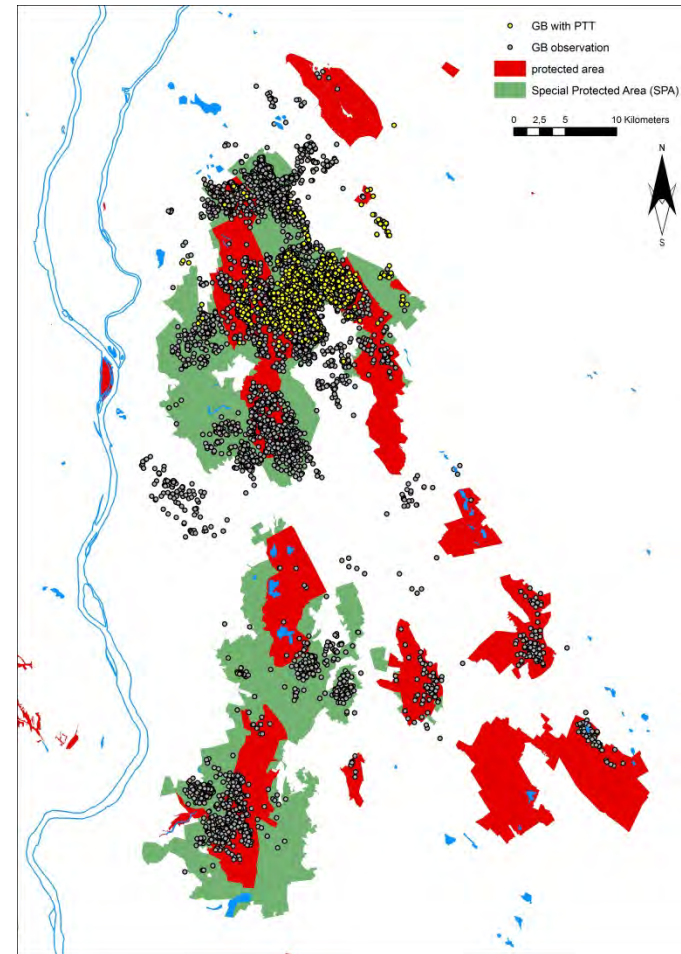 GB with PTT
GB observation
protected area
Special Protected Area (SPA)
0 2,5 5 10 Kilometers
N
S